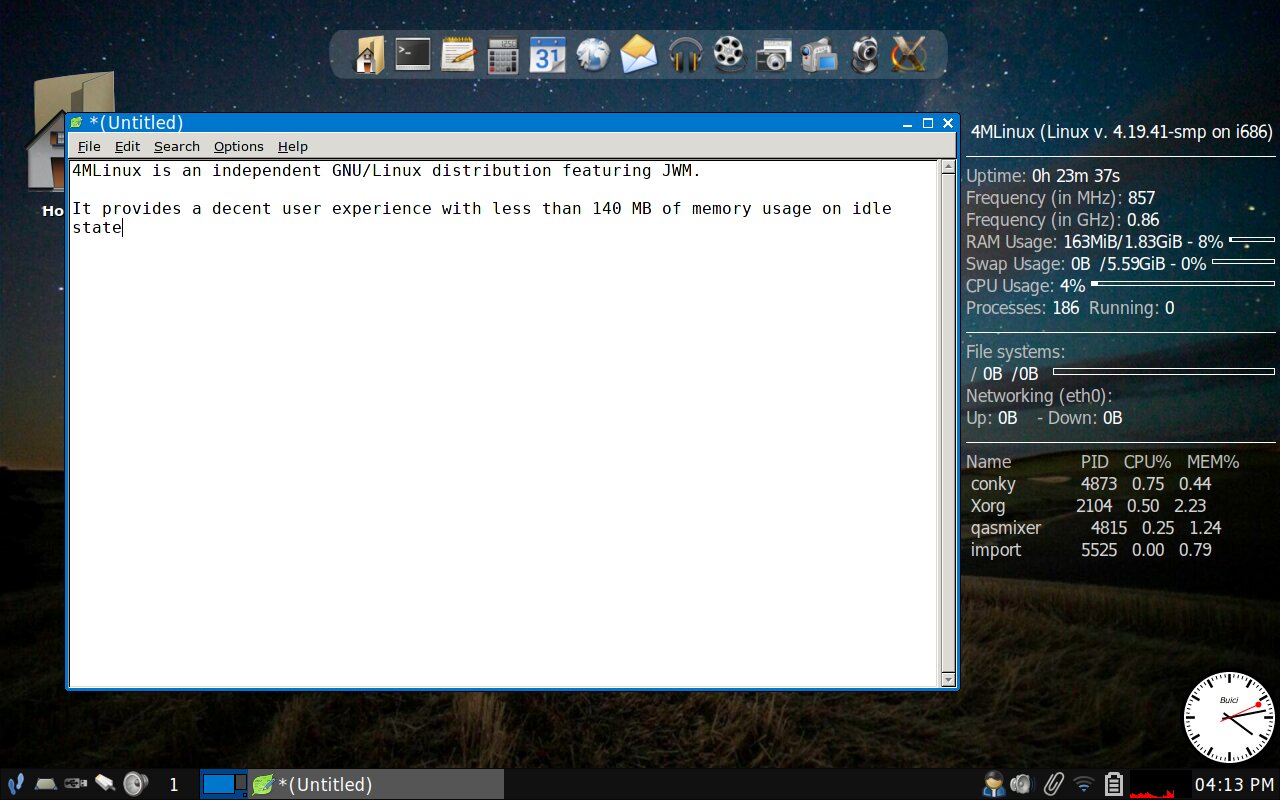 31
*(Untitled)
File Edit Search Options Help
4MLinux is an independent GNU/Linux distribution featuring JWM.
It provides a decent user experience with less than 140 MB of memory usage on idle
state
Ho
4MLinux (Linux v. 4.19.41-smp on i686)
Uptime: 0h 23m 37s
Frequency (in MHz): 857
Frequency (in GHz): 0.86
RAM Usage: 163MiB/1.83GiB - 8%
Swap Usage: 0B /5.59GiB - 0%
CPU Usage: 4%
Processes: 186 Running: 0
File systems:
/ 0B /0B
Networking (eth0):
Up: 0B - Down: 0B
Name PID CPU% MEM%
conky 4873 0.75 0.44
Xorg 2104 0.50 2.23
qasmixer 4815 0.25 1.24
import 5525 0.00 0.79
Buici
1 *(Untitled) 04:13 PM